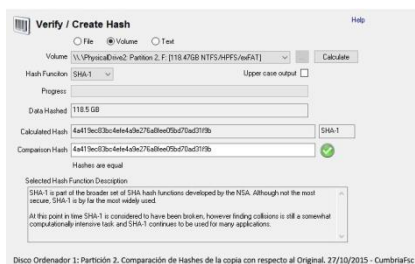 Verify / Create Hash
Help
File Volume Text
Volume \\.\PhysicalDrive2: Partition 2, F: [118.47GB NTFS/HPFS/exFAT] ... Calculate
Hash Function SHA-1 Upper case output
Progress
Data Hashed 118.5 GB
Calculated Hash SHA-1
Comparison Hash
Hashes are equal
Selected Hash Function Description
SHA-1 is part of the broader set of SHA hash functions developed by the NSA. Although not the most
secure, SHA-1 is by far the most widely used.
At this point in time SHA-1 is considered to have been broken, however finding collisions is still a somewhat
computationally intensive task and SHA-1 continues to be used for many applications.
Disco Ordenador 1: Partición 2. Comparación de Hashes de la copia con respecto al Original. 27/10/2015 - CumbriaFsc